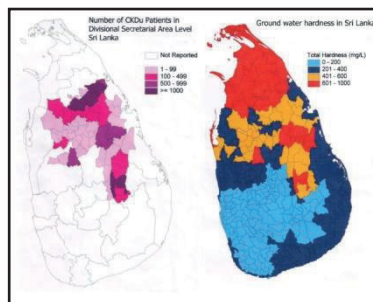 Number of CKDu Patients in
Divisional Secretarial Area Level
Sri Lanka
Not Reported
1 - 99
100 - 499
500 - 999
>= 1000
Ground water hardness in Sri Lanka
Total Hardness (mg/L)
0 - 200
201 - 400
401 - 600
601 - 1000